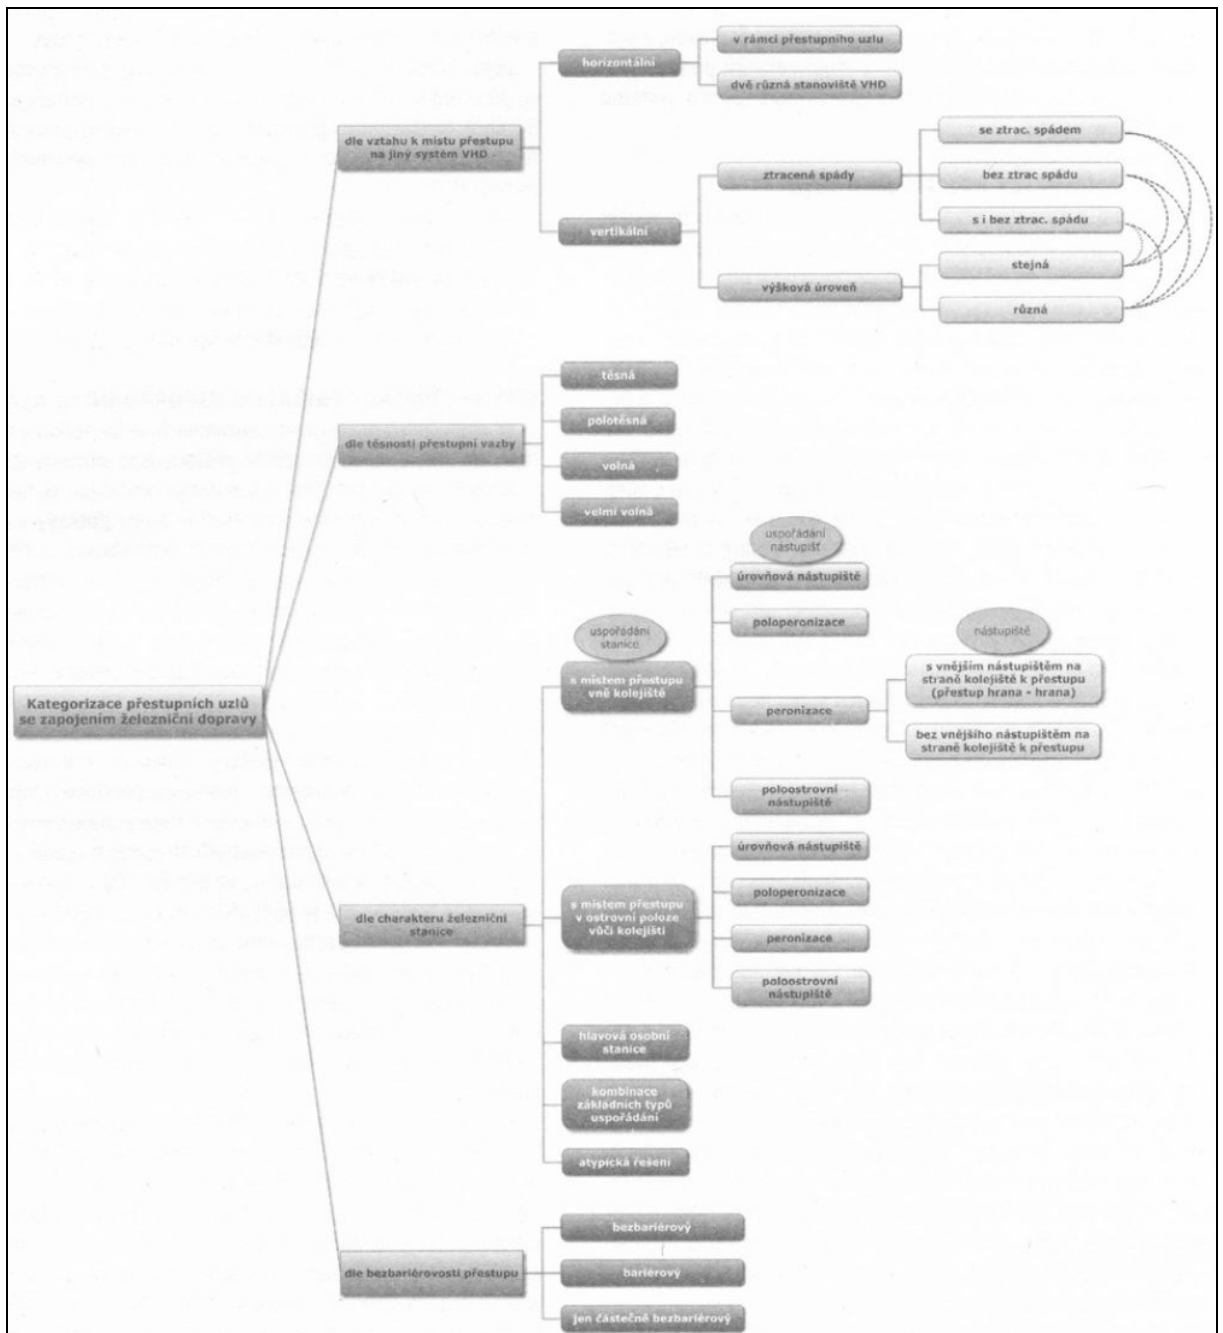 v rámci přestupního uzlu
horizontální
dvě různá stanoviště VHD
dle vztahu k místu přestupu
na jiný systém VHD
se ztrac. spádem
ztracené spády
bez ztrac spádu
s i bez ztrac. spádu
vertikální
stejná
výšková úroveň
různá
těsná
polotěsná
dle těsnosti přestupní vazby
volná
velmi volná
uspořádání
nástupišť
úrovňová nástupiště
poloperonizace
uspořádání
stanice
s místem přestupu
vně kolejiště
nástupiště
s vnějším nástupištěm na
straně kolejiště k přestupu
(přestup hrana - hrana)
peronizace
bez vnějšího nástupištěm na
straně kolejiště k přestupu
Kategorizace přestupních uzlů
se zapojením železniční dopravy
poloostrovní
nástupiště
úrovňová nástupiště
s místem přestupu
v ostrovní poloze
vůči kolejišti
poloperonizace
peronizace
poloostrovní
nástupiště
dle charakteru železniční
stanice
hlavová osobní
stanice
kombinace
základních typů
uspořádání
atypická řešení
bezbariérový
dle bezbariérovosti přestupu
bariérový
jen částečně bezbariérový